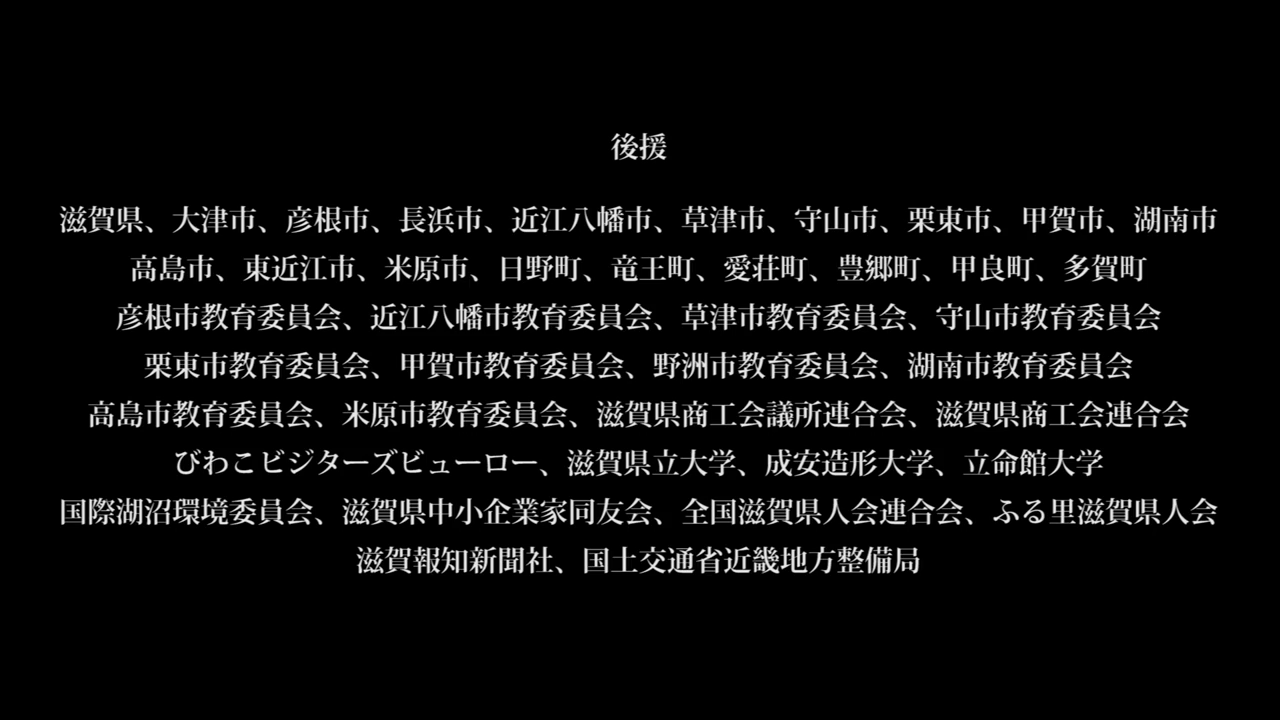 後援
滋賀県、大津市、彦根市、長浜市、近江八幡市、草津市、守山市、栗東市、甲賀市、湖南市
高島市、東近江市、米原市、日野町、竜王町、愛荘町、豊郷町、甲良町、多賀町
彦根市教育委員会、近江八幡市教育委員会、草津市教育委員会、守山市教育委員会
栗東市教育委員会、甲賀市教育委員会、野洲市教育委員会、湖南市教育委員会
高島市教育委員会、米原市教育委員会、滋賀県商工会議所連合会、滋賀県商工会連合会
びわこビジターズビューロー、滋賀県立大学、成安造形大学、立命館大学
国際湖沼環境委員会、滋賀県中小企業家同友会、全国滋賀県人会連合会、ふる里滋賀県人会
滋賀報知新聞社、国土交通省近畿地方整備局